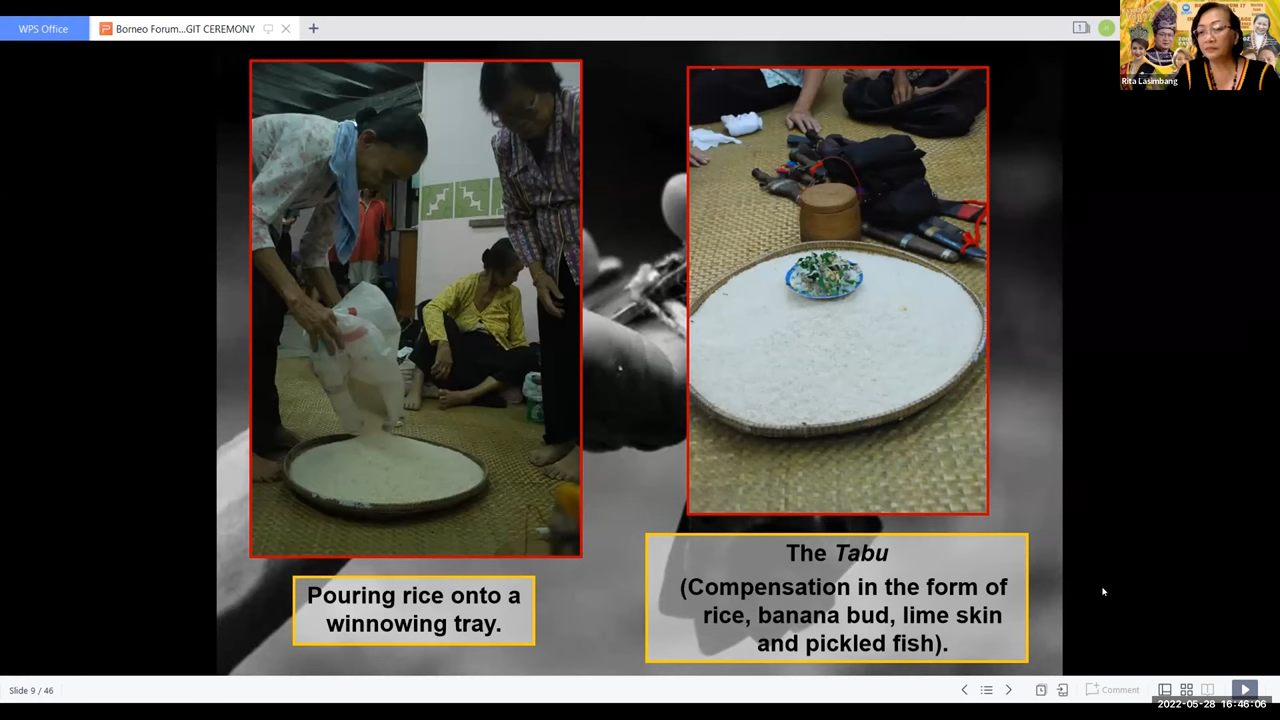 WPS Office
Borneo Forum...GIT CEREMONY
Rita Lasimbang
Pouring rice onto a
winnowing tray.
The Tabu
(Compensation in the form of
rice, banana bud, lime skin
and pickled fish).
Slide 9 / 46
Comment
2022-05-28 16:46:06